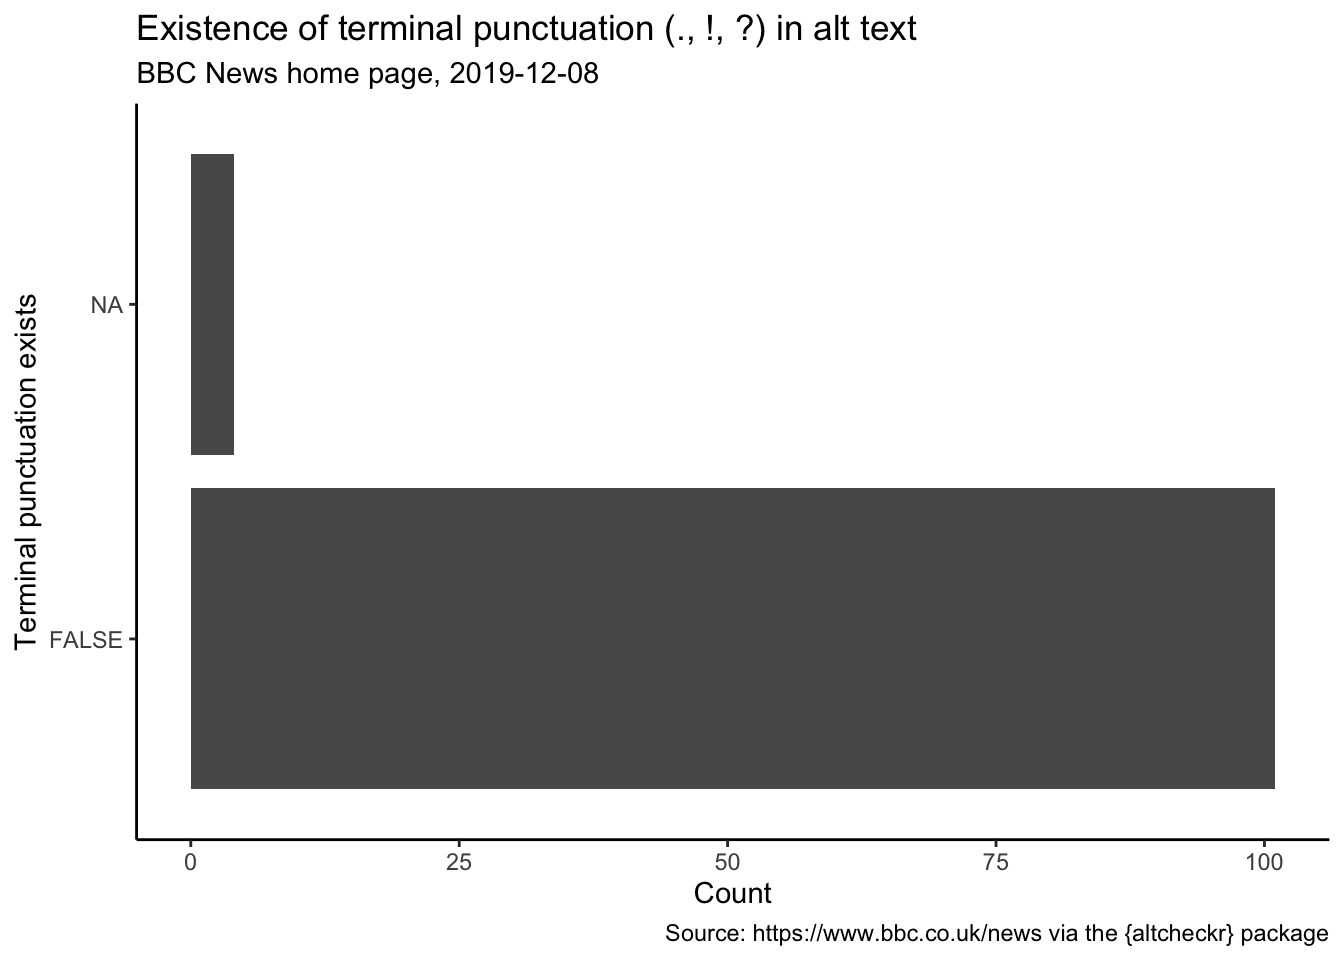 Existence of terminal punctuation (., !, ?) in alt text
BBC News home page, 2019-12-08
Terminal punctuation exists
NA
FALSE
0 25 50 75 100
Count
Source: https://www.bbc.co.uk/news via the {altcheckr} package